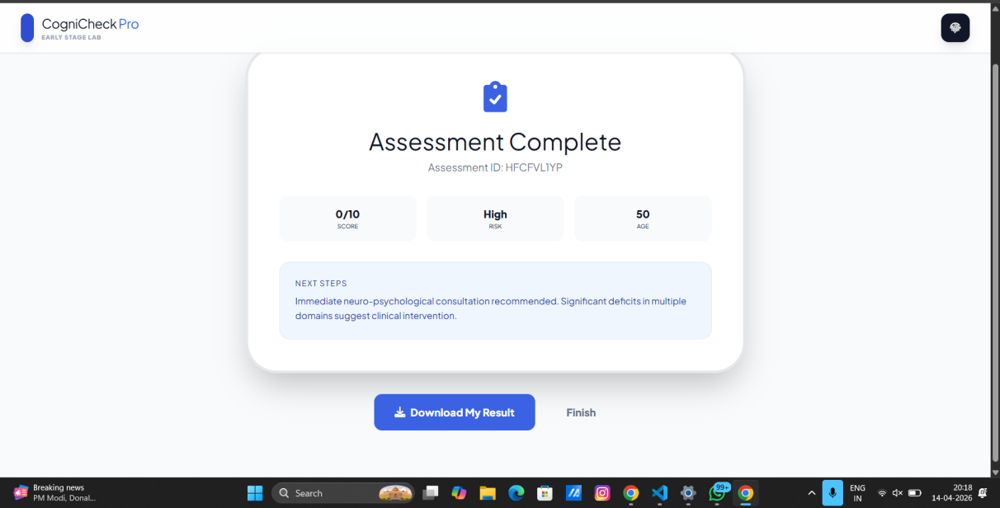 CogniCheck Pro
EARLY STAGE LAB
Assessment Complete
Assessment ID: HFCFVL1YP
0/10
SCORE
High
RISK
50
AGE
NEXT STEPS
Immediate neuro-psychological consultation recommended. Significant deficits in multiple
domains suggest clinical intervention.
Download My Result
Finish
Breaking news
PM Modi, Donal...
Search
99+
ENG
IN
20:18
14-04-2026